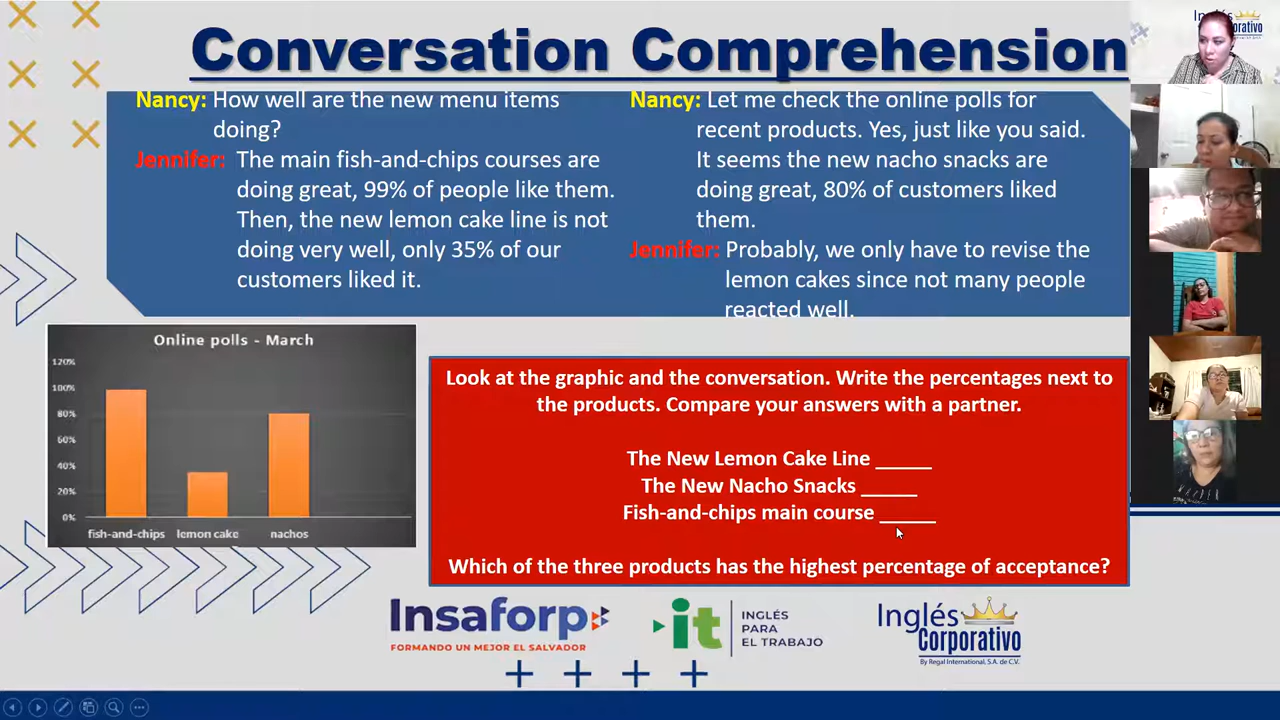 Conversation Comprehension
Nancy: How well are the new menu items
doing?
Jennifer: The main fish-and-chips courses are
doing great, 99% of people like them.
Then, the new lemon cake line is not
doing very well, only 35% of our
customers liked it.
Nancy: Let me check the online polls for
recent products. Yes, just like you said.
It seems the new nacho snacks are
doing great, 80% of customers liked
them.
Jennifer: Probably, we only have to revise the
lemon cakes since not many people
reacted well.
Online polls - March
120%
100%
80%
60%
40%
20%
0%
fish-and-chips lemon cake nachos
Look at the graphic and the conversation. Write the percentages next to
the products. Compare your answers with a partner.
The New Lemon Cake Line _____
The New Nacho Snacks _____
Fish-and-chips main course _____
Which of the three products has the highest percentage of acceptance?
Insaforp
FORMANDO UN MEJOR EL SALVADOR
it
INGLÉS
PARA
EL TRABAJO
Inglés
Corporativo
By Regal International, S.A. de C.V.